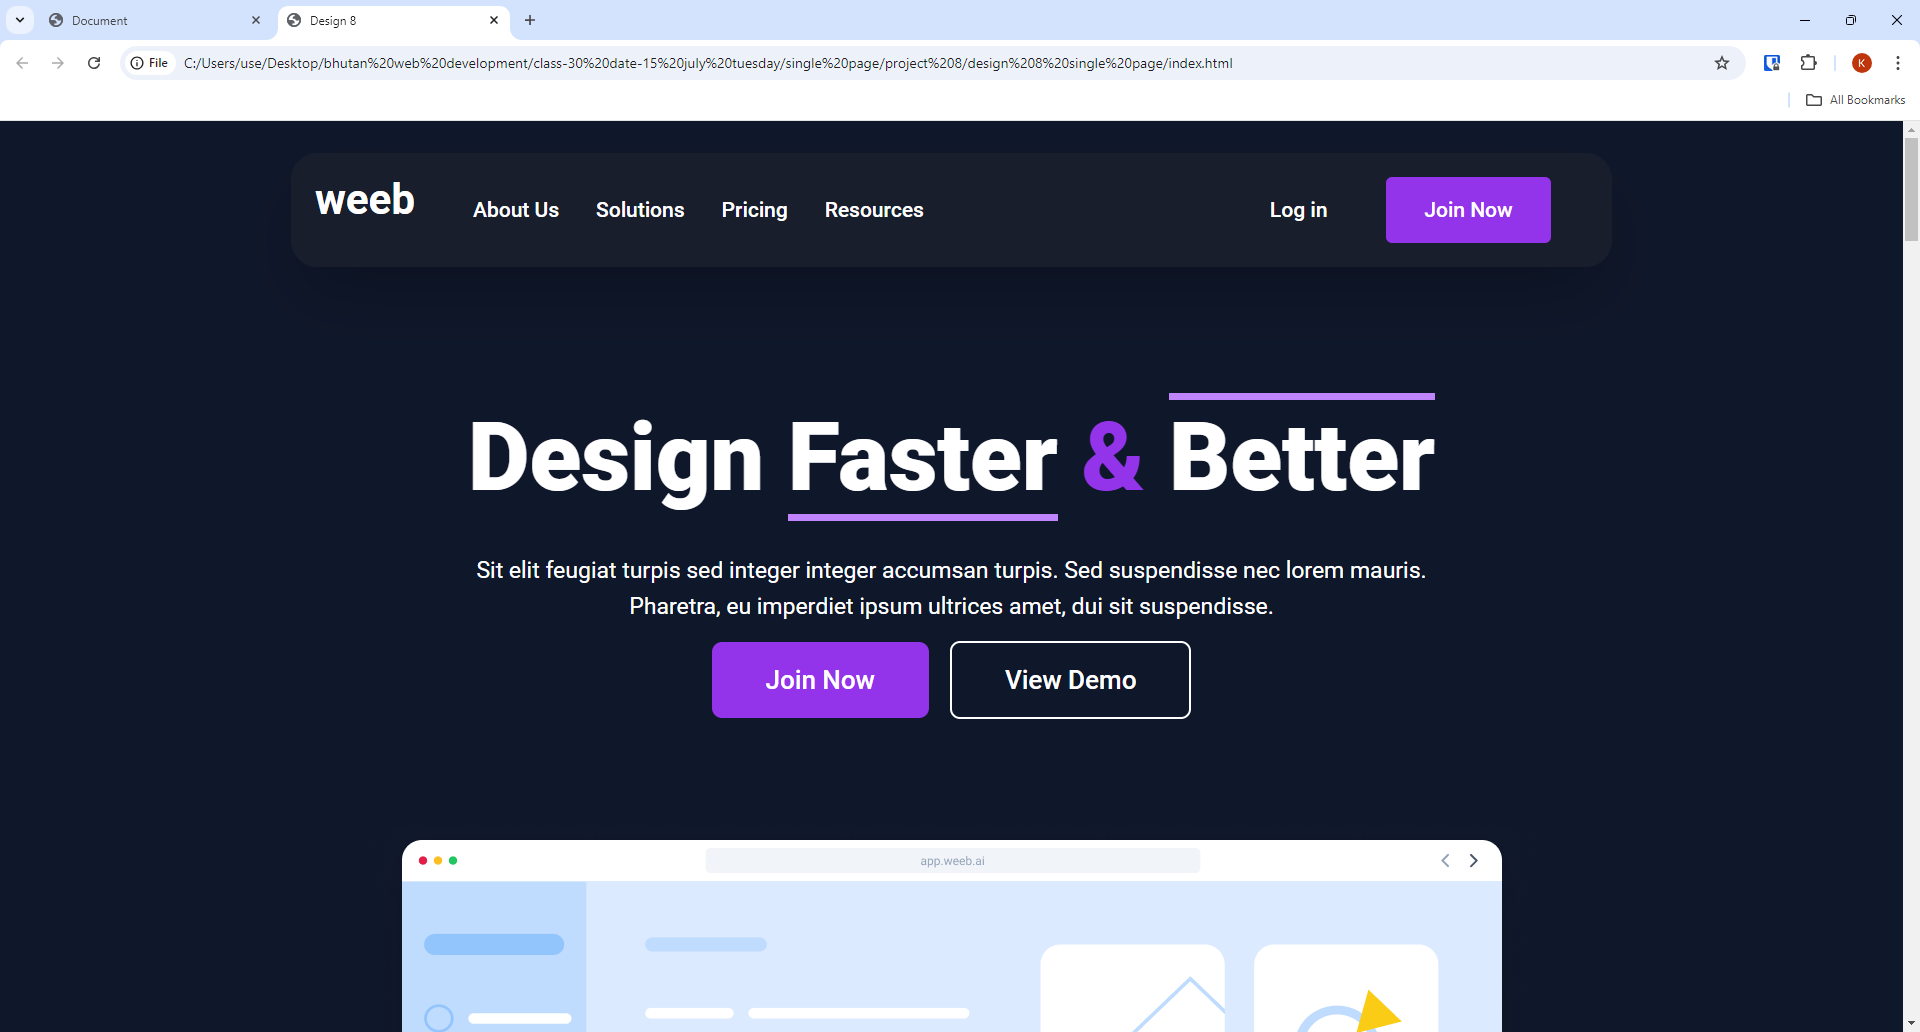 Document
Design 8
File
C:/Users/use/Desktop/bhutan%20web%20development/class-30%20date-15%20july%20tuesday/single%20page/project%208/design%208%20single%20page/index.html
K
All Bookmarks
weeb
About Us Solutions Pricing Resources Log in Join Now
Design Faster & Better
Sit elit feugiat turpis sed integer integer accumsan turpis. Sed suspendisse nec lorem mauris.
Pharetra, eu imperdiet ipsum ultrices amet, dui sit suspendisse.
Join Now View Demo
app.weeb.ai